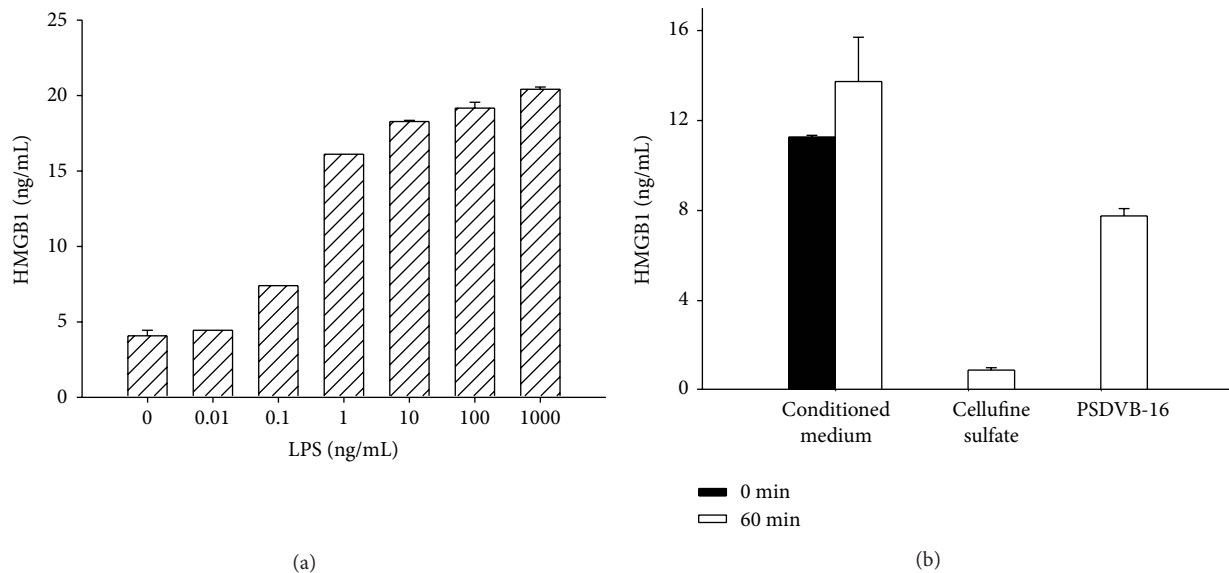 25
20
15
10
5
0
HMGB1 (ng/mL)
0 0.01 0.1 1 10 100 1000
LPS (ng/mL)
(a)
16
12
8
4
0
HMGB1 (ng/mL)
Conditioned
medium
Cellufine
sulfate
PSDVB-16
0 min
60 min
(b)